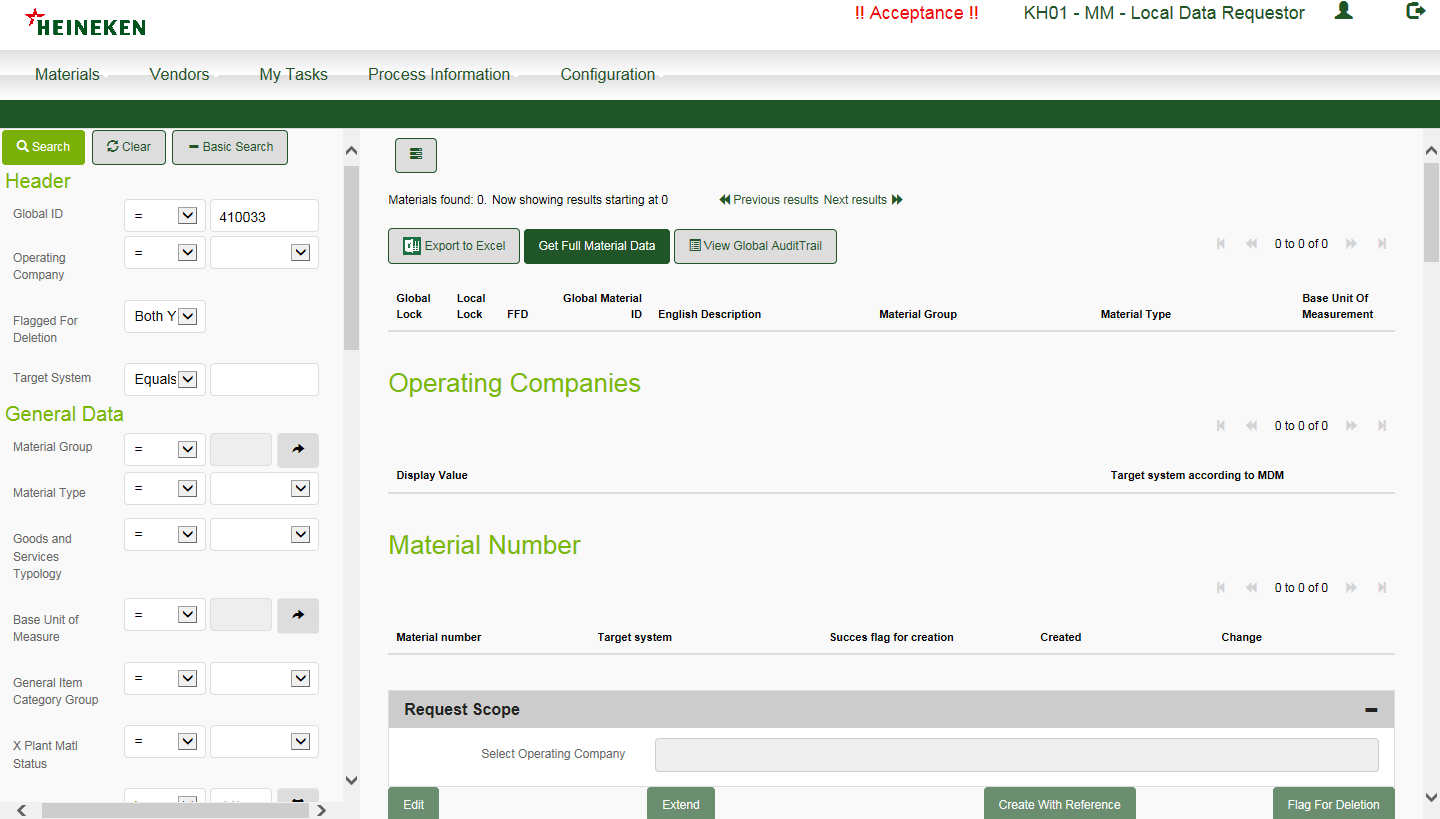 HEINEKEN
!! Acceptance !!
KH01 - MM - Local Data Requestor
Materials
Vendors
My Tasks
Process Information
Configuration
Search
Clear
Basic Search
Header
Global ID
=
410033
Operating
Company
=
Flagged For
Deletion
Both Y
Target System
Equals
General Data
Material Group
=
Material Type
=
Goods and
Services
Typology
=
Base Unit of
Measure
=
General Item
Category Group
=
X Plant Matl
Status
=
Materials found: 0. Now showing results starting at 0
Previous results Next results
Export to Excel
Get Full Material Data
View Global AuditTrail
0 to 0 of 0
Global
Lock
Local
Lock
FFD
Global Material
ID
English Description
Material Group
Material Type
Base Unit Of
Measurement
Operating Companies
0 to 0 of 0
Display Value
Target system according to MDM
Material Number
0 to 0 of 0
Material number
Target system
Succes flag for creation
Created
Change
Request Scope
Select Operating Company
Edit
Extend
Create With Reference
Flag For Deletion